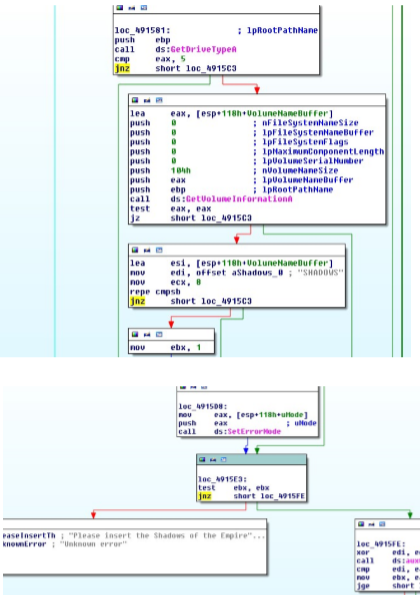 loc_491581: ; lpRootPathName
push ebp
call ds:GetDriveTypeA
cmp eax, 5
jnz short loc_4915C3
lea eax, [esp+118h+VolumeNameBuffer]
push 0 ; nFileSystemNameSize
push 0 ; lpFileSystemNameBuffer
push 0 ; lpFileSystemFlags
push 0 ; lpMaximumComponentLength
push 0 ; lpVolumeSerialNumber
push 104h ; nVolumeNameSize
push eax ; lpVolumeNameBuffer
push ebp ; lpRootPathName
call ds:GetVolumeInformationA
test eax, eax
jz short loc_4915C3
lea esi, [esp+118h+VolumeNameBuffer]
mov edi, offset aShadows_0 ; "SHADOWS"
mov ecx, 8
repe cmpsb
jnz short loc_4915C3
mov ebx, 1
loc_4915D8:
mov eax, [esp+118h+uMode]
push eax ; uMode
call ds:SetErrorMode
loc_4915E3:
test ebx, ebx
jnz short loc_4915FE
easeInsertTh ; "Please insert the Shadows of the Empire"...
knownError ; "Unknown error"
loc_4915FE:
xor edi, e
call ds:aux
cmp edi, e
mov ebx, e
jge short